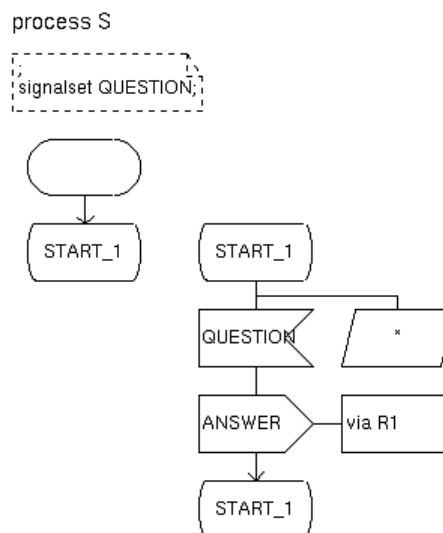 process S
;
signalset QUESTION;
START_1
START_1
QUESTION
*
ANSWER
via R1
START_1